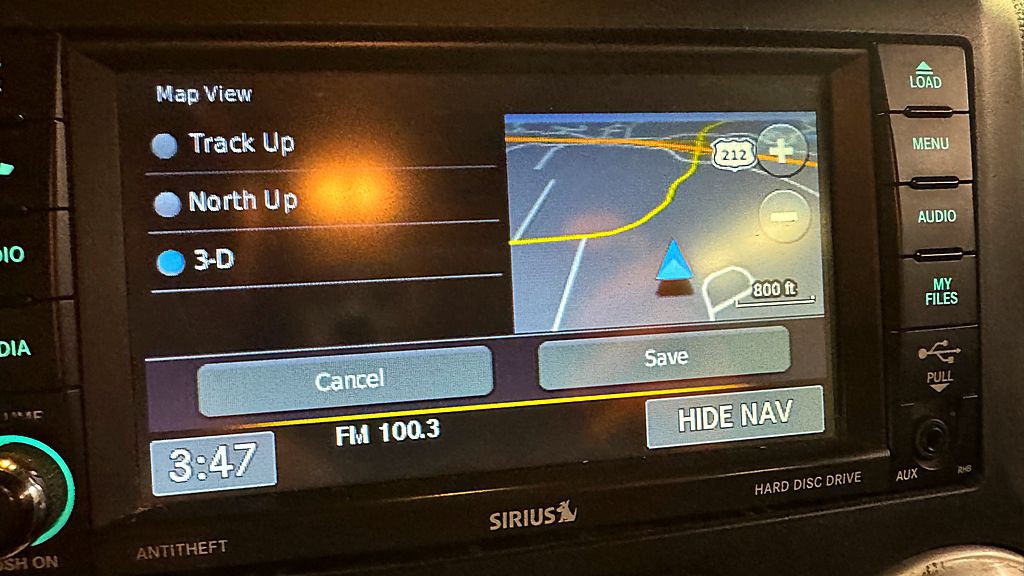 Map View
Track Up
North Up
3-D
212
800 ft
Cancel
Save
3:47
FM 100.3
HIDE NAV
LOAD
MENU
AUDIO
MY
FILES
PULL
AUX
RHB
HARD DISC DRIVE
SIRIUS
ANTITHEFT